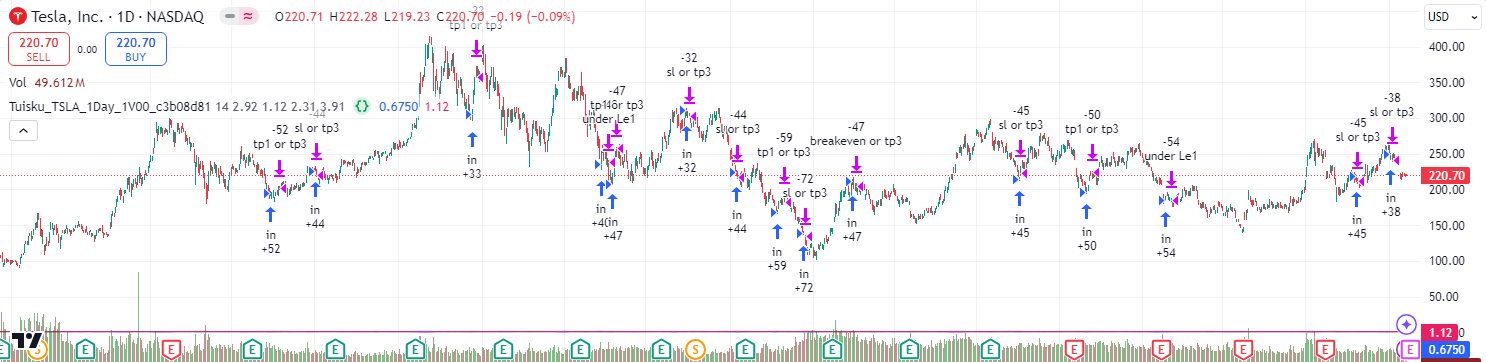 Tesla, Inc. · 1D · NASDAQ
O220.71 H222.28 L219.23 C220.70 −0.19 (−0.09%)
USD
220.70
SELL
0.00
220.70
BUY
Vol 49.612M
Tuisku_TSLA_1Day_1V00_c3b08d81 14 2.92 1.12 2.31 3.91 {} 0.6750 1.12
-52
tp1 or tp3
in
+52
-44
sl or tp3
in
+44
tp1 or tp3
in
+33
-47
under Le1
in
in
+47
-32
sl or tp3
in
+32
-44
sl or tp3
in
+44
-59
tp1 or tp3
in
+59
-72
sl or tp3
in
+72
-47
breakeven or tp3
in
+47
-45
sl or tp3
in
+45
-50
tp1 or tp3
in
+50
-54
under Le1
in
+54
-45
sl or tp3
in
+45
-38
sl or tp3
in
+38
400.00
350.00
300.00
250.00
220.70
200.00
150.00
100.00
50.00
1.12
0.6750
S E E E E E E E E S E E E E E E E E E